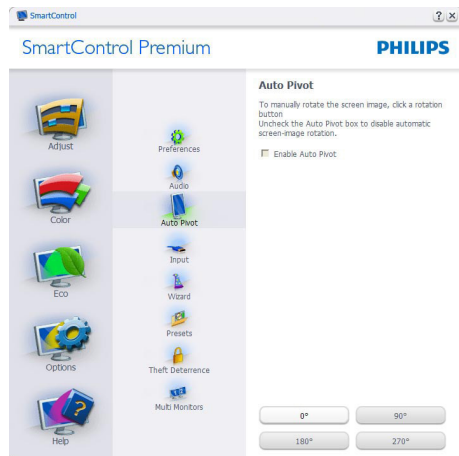 SmartControl
? x
SmartControl Premium
PHILIPS
Adjust
Color
Eco
Options
Help
Preferences
Audio
Auto Pivot
Input
Wizard
Presets
Theft Deterrence
Multi Monitors
Auto Pivot
To manually rotate the screen image, click a rotation
button
Uncheck the Auto Pivot box to disable automatic
screen-image rotation.
Enable Auto Pivot
0°
90°
180°
270°